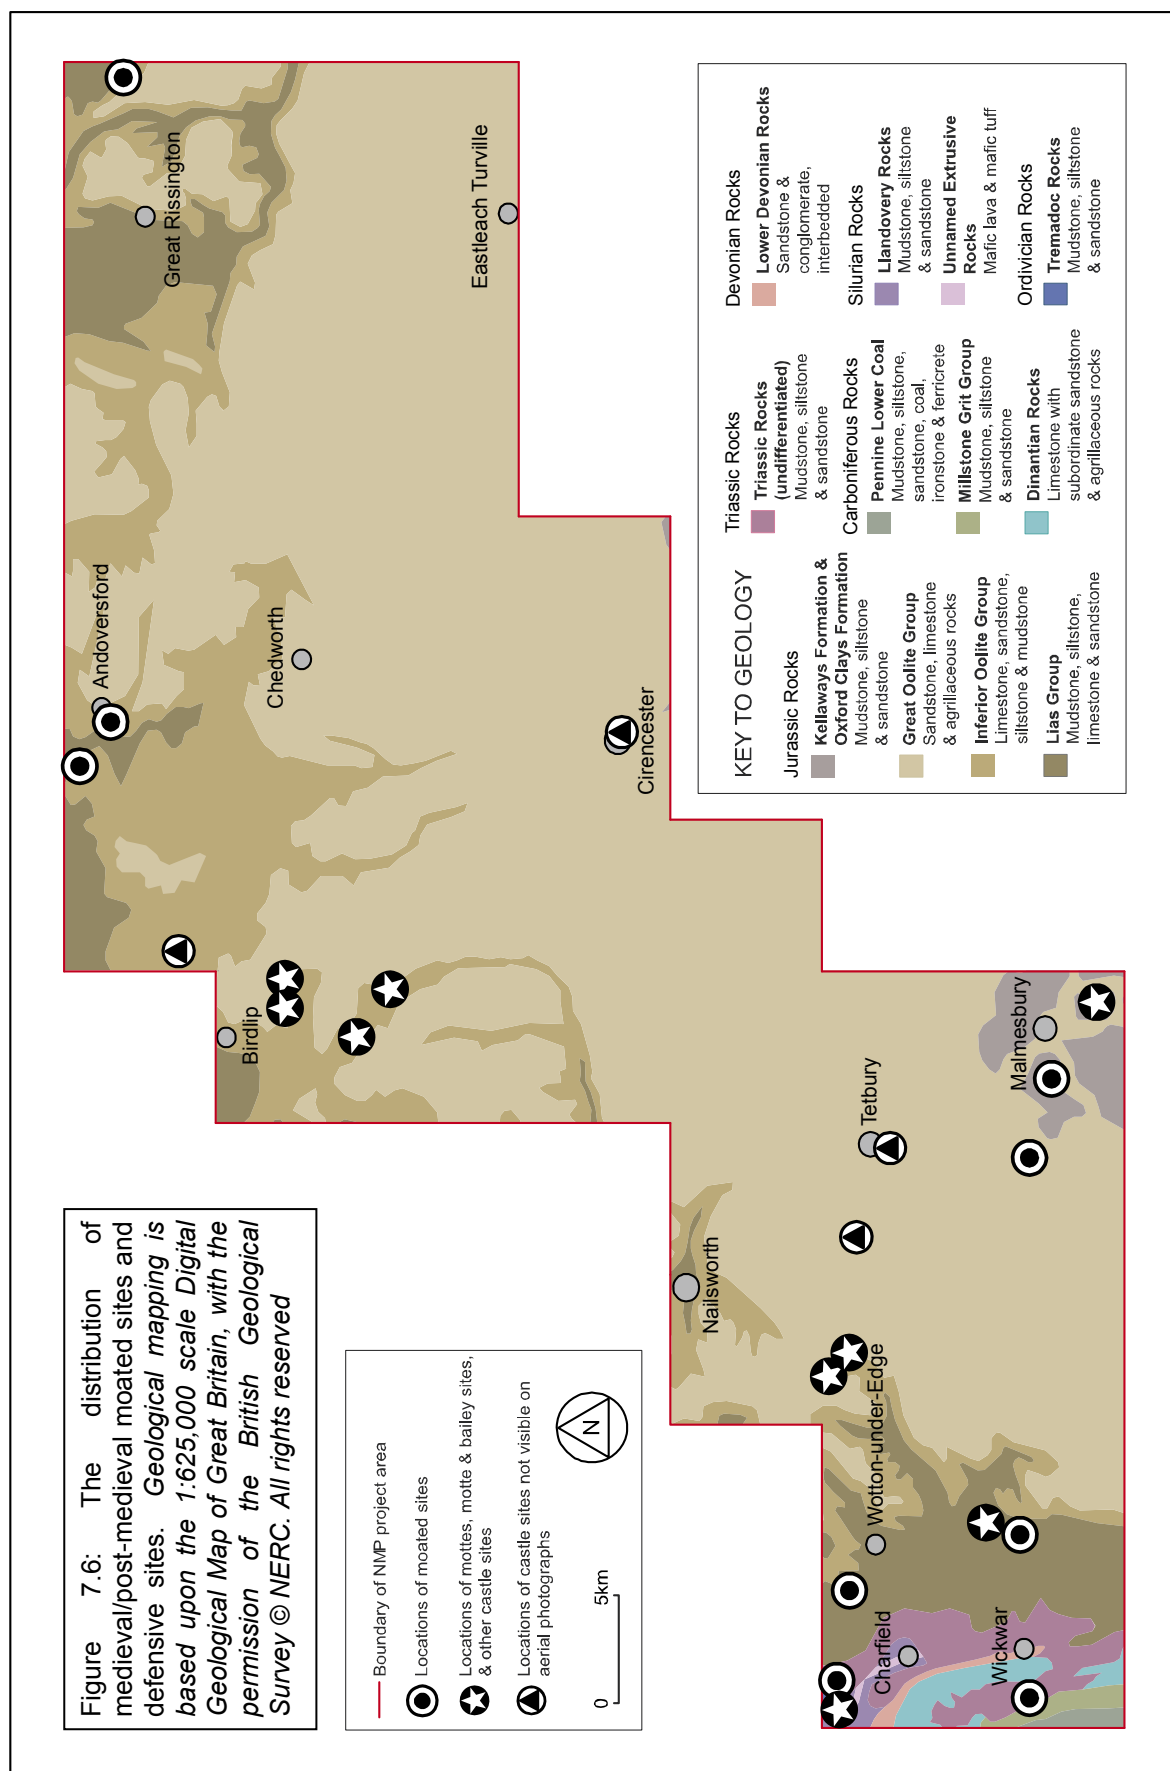 Figure 7.6: The distribution of
medieval/post-medieval moated sites and
defensive sites. Geological mapping is
based upon the 1:625,000 scale Digital
Geological Map of Great Britain, with the
permission of the British Geological
Survey © NERC. All rights reserved
Boundary of NMP project area
Locations of moated sites
Locations of mottes, motte & bailey sites,
& other castle sites
Locations of castle sites not visible on
aerial photographs
0
5km
N
Great Rissington
Eastleach Turville
Andoversford
Chedworth
Cirencester
Birdlip
Nailsworth
Tetbury
Malmesbury
Wotton-under-Edge
Charfield
Wickwar
KEY TO GEOLOGY
Jurassic Rocks
Kellaways Formation &
Oxford Clays Formation
Mudstone, siltstone
& sandstone
Great Oolite Group
Sandstone, limestone
& agrillaceous rocks
Inferior Oolite Group
Limestone, sandstone,
siltstone & mudstone
Lias Group
Mudstone, siltstone,
limestone & sandstone
Triassic Rocks
Triassic Rocks
(undifferentiated)
Mudstone, siltstone
& sandstone
Carboniferous Rocks
Pennine Lower Coal
Mudstone, siltstone,
sandstone, coal,
ironstone & ferricrete
Millstone Grit Group
Mudstone, siltstone
& sandstone
Dinantian Rocks
Limestone with
subordinate sandstone
& agrillaceous rocks
Devonian Rocks
Lower Devonian Rocks
Sandstone &
conglomerate,
interbedded
Silurian Rocks
Llandovery Rocks
Mudstone, siltstone
& sandstone
Unnamed Extrusive
Rocks
Mafic lava & mafic tuff
Ordivician Rocks
Tremadoc Rocks
Mudstone, siltstone
& sandstone